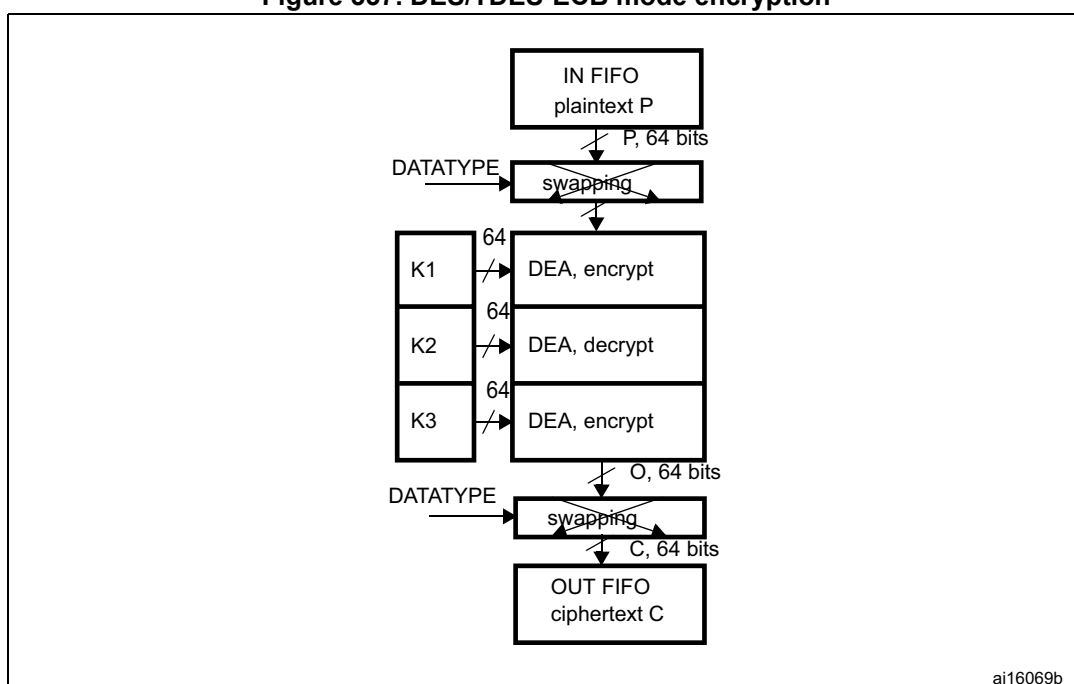 IN FIFO
plaintext P
P, 64 bits
DATATYPE
swapping
64
K1
DEA, encrypt
64
K2
DEA, decrypt
64
K3
DEA, encrypt
O, 64 bits
DATATYPE
swapping
C, 64 bits
OUT FIFO
ciphertext C
ai16069b